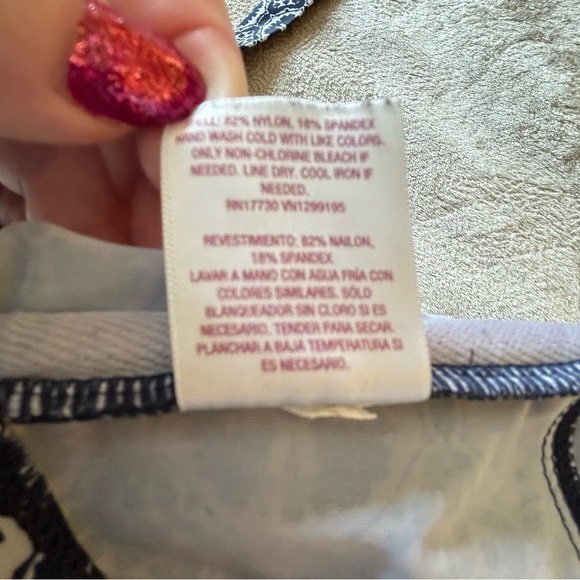 SHELL: 82% NYLON, 18% SPANDEX
HAND WASH COLD WITH LIKE COLORS.
ONLY NON-CHLORINE BLEACH IF
NEEDED. LINE DRY. COOL IRON IF
NEEDED.
RN17730 VN1299195
REVESTIMIENTO: 82% NAILON,
18% SPANDEX
LAVAR A MANO CON AGUA FRÍA CON
COLORES SIMILARES. SÓLO
BLANQUEADOR SIN CLORO SI ES
NECESARIO. TENDER PARA SECAR.
PLANCHAR A BAJA TEMPERATURA SI
ES NECESARIO.